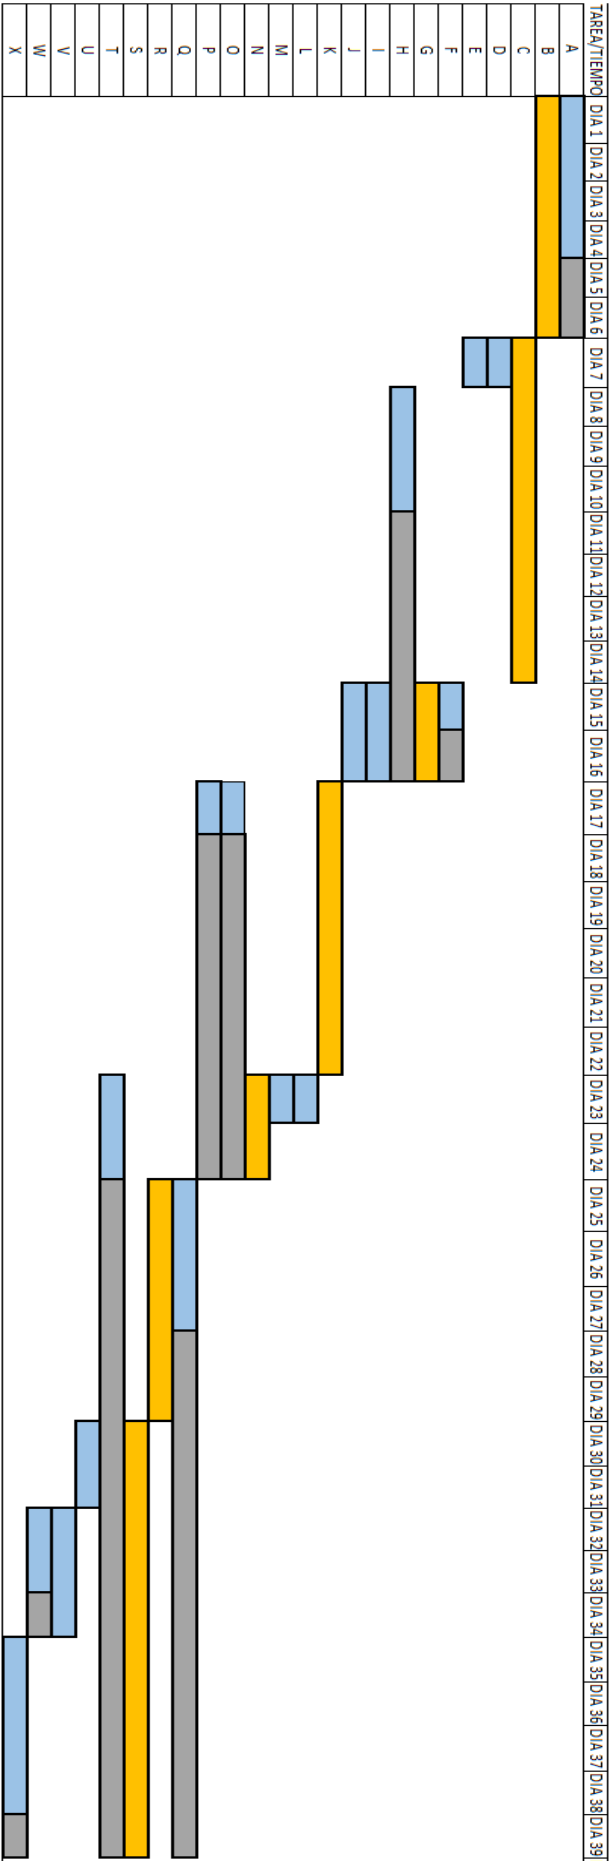 TAREA/TIEMPO DIA 1 DIA 2 DIA 3 DIA 4 DIA 5 DIA 6 DIA 7 DIA 8 DIA 9 DIA 10 DIA 11 DIA 12 DIA 13 DIA 14 DIA 15 DIA 16 DIA 17 DIA 18 DIA 19 DIA 20 DIA 21 DIA 22 DIA 23 DIA 24 DIA 25 DIA 26 DIA 27 DIA 28 DIA 29 DIA 30 DIA 31 DIA 32 DIA 33 DIA 34 DIA 35 DIA 36 DIA 37 DIA 38 DIA 39
A
B
C
D
E
F
G
H
I
J
K
L
M
N
O
P
Q
R
S
T
U
V
W
X